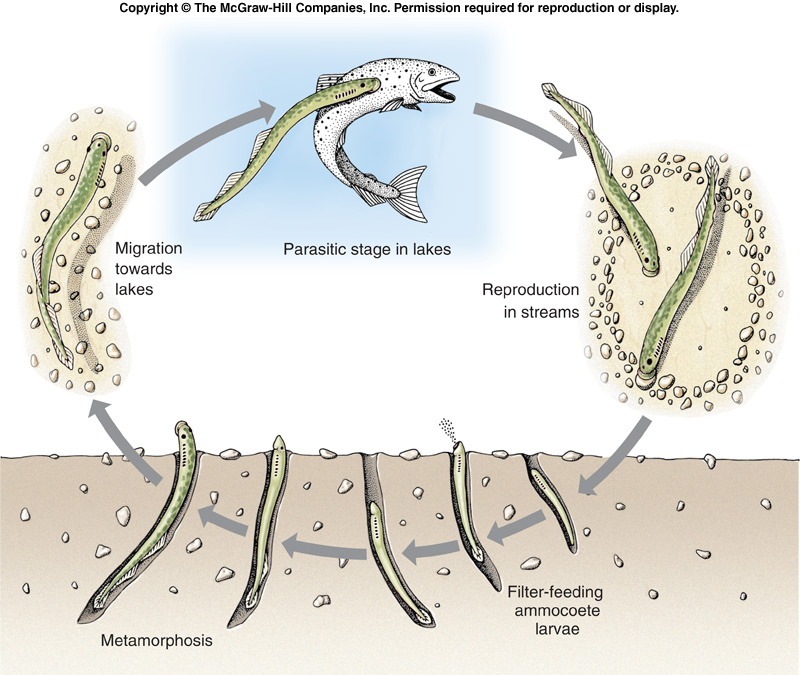 Copyright © The McGraw-Hill Companies, Inc. Permission required for reproduction or display.
Parasitic stage in lakes
Migration
towards
lakes
Reproduction
in streams
Filter-feeding
ammocoete
larvae
Metamorphosis